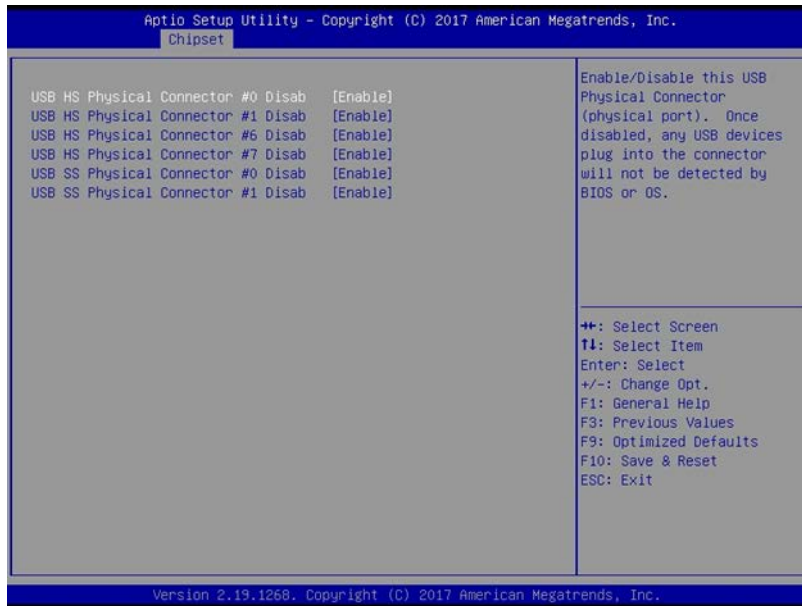 Aptio Setup Utility – Copyright (C) 2017 American Megatrends, Inc.
Chipset
USB HS Physical Connector #0 Disab [Enable]
USB HS Physical Connector #1 Disab [Enable]
USB HS Physical Connector #6 Disab [Enable]
USB HS Physical Connector #7 Disab [Enable]
USB SS Physical Connector #0 Disab [Enable]
USB SS Physical Connector #1 Disab [Enable]
Enable/Disable this USB
Physical Connector
(physical port). Once
disabled, any USB devices
plug into the connector
will not be detected by
BIOS or OS.
→←: Select Screen
↑↓: Select Item
Enter: Select
+/-: Change Opt.
F1: General Help
F3: Previous Values
F9: Optimized Defaults
F10: Save & Reset
ESC: Exit
Version 2.19.1268. Copyright (C) 2017 American Megatrends, Inc.